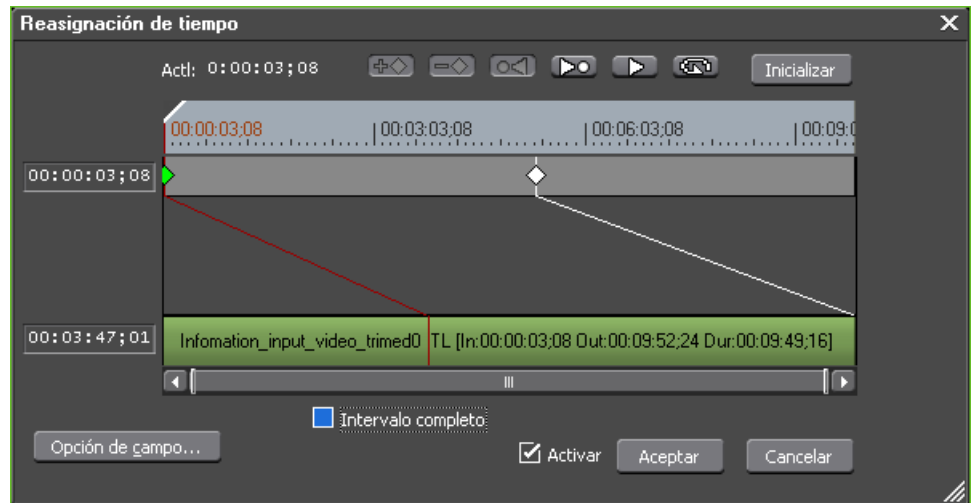 Reasignación de tiempo
Actl: 0:00:03;08
Inicializar
00:00:03;08 00:03:03;08 00:06:03;08 00:09:0
00:00:03;08
00:03:47;01 Infomation_input_video_trimed0 TL [In:00:00:03;08 Out:00:09:52;24 Dur:00:09:49;16]
Intervalo completo
Opción de campo... Activar Aceptar Cancelar